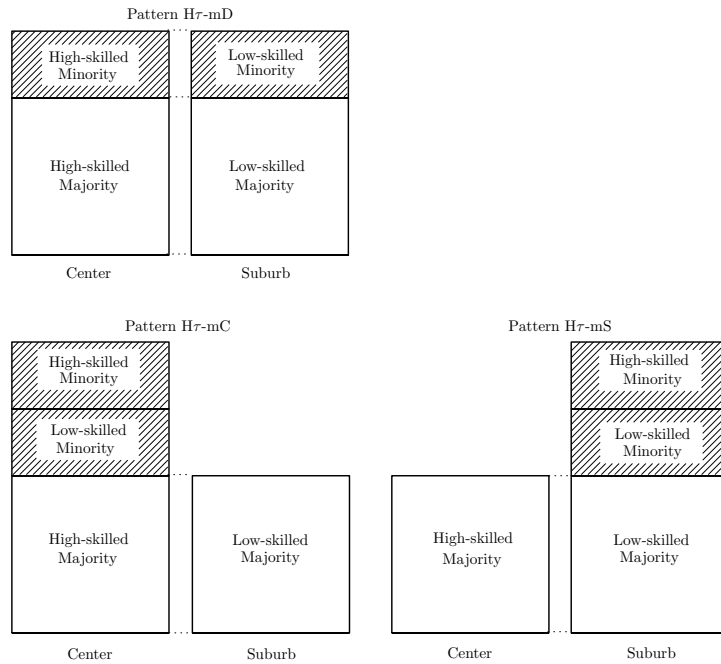 Pattern Hτ-mD
High-skilled
Minority
Low-skilled
Minority
High-skilled
Majority
Low-skilled
Majority
Center
Suburb
Pattern Hτ-mC
High-skilled
Minority
Low-skilled
Minority
High-skilled
Majority
Low-skilled
Majority
Center
Suburb
Pattern Hτ-mS
High-skilled
Minority
Low-skilled
Minority
High-skilled
Majority
Low-skilled
Majority
Center
Suburb